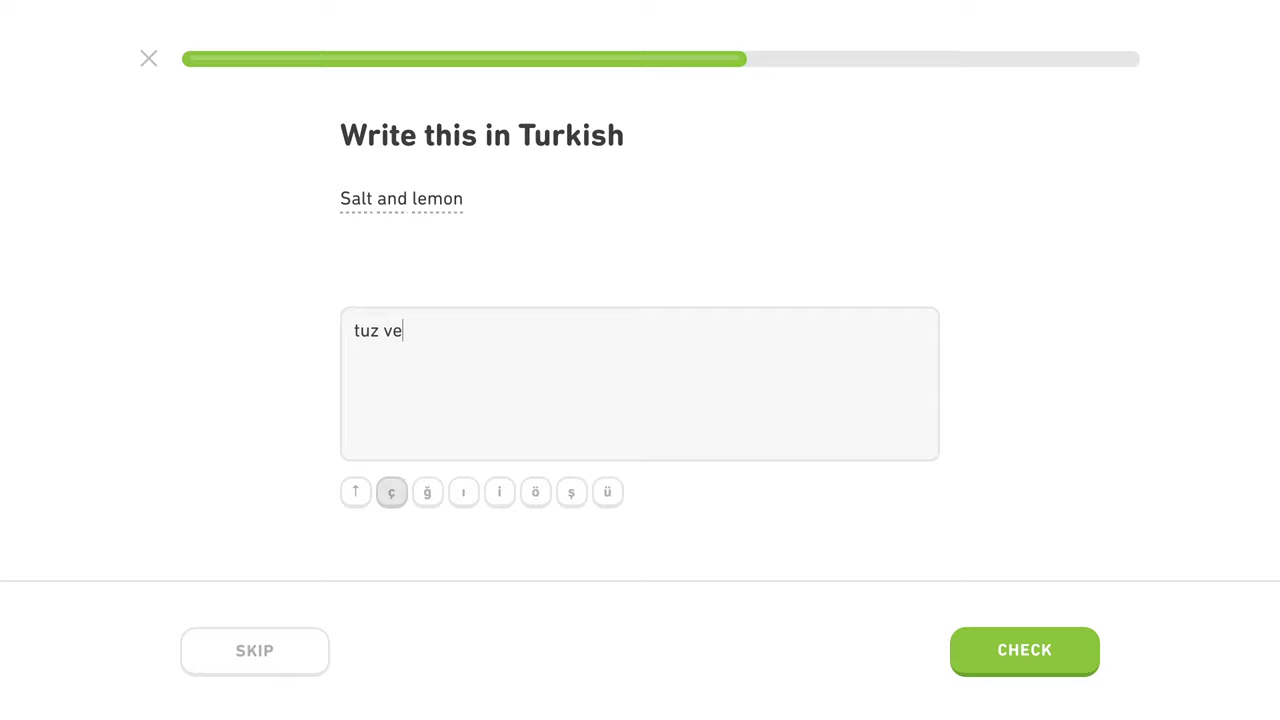 Write this in Turkish
Salt and lemon
tuz ve
↑ ç ğ ı i ö ş ü
SKIP
CHECK